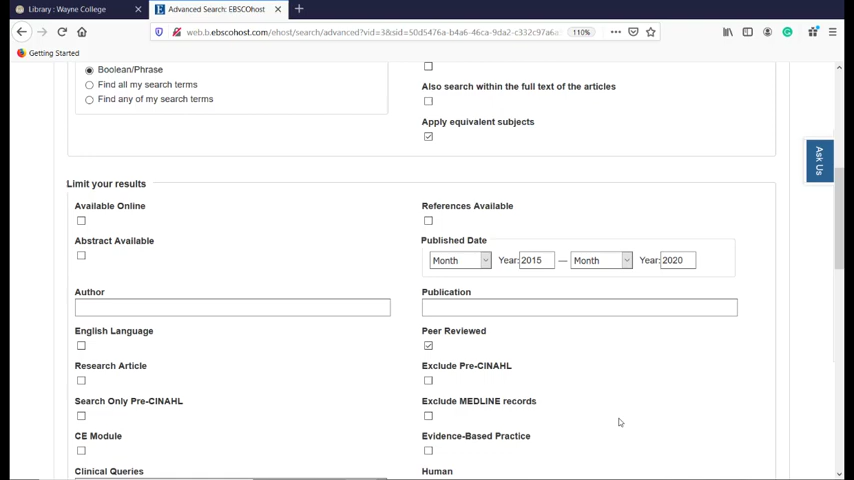 Library : Wayne College
Advanced Search: EBSCOhost
web.b.ebscohost.com/ehost/search/advanced?vid=3&sid=50d5476a-b4a6-46ca-9da2-c332c97a6a
110%
Getting Started
Boolean/Phrase
Find all my search terms
Find any of my search terms
Also search within the full text of the articles
Apply equivalent subjects
Ask Us
Limit your results
Available Online
References Available
Abstract Available
Published Date
Month Year: 2015 — Month Year: 2020
Author
Publication
English Language
Peer Reviewed
Research Article
Exclude Pre-CINAHL
Search Only Pre-CINAHL
Exclude MEDLINE records
CE Module
Evidence-Based Practice
Clinical Queries
Human